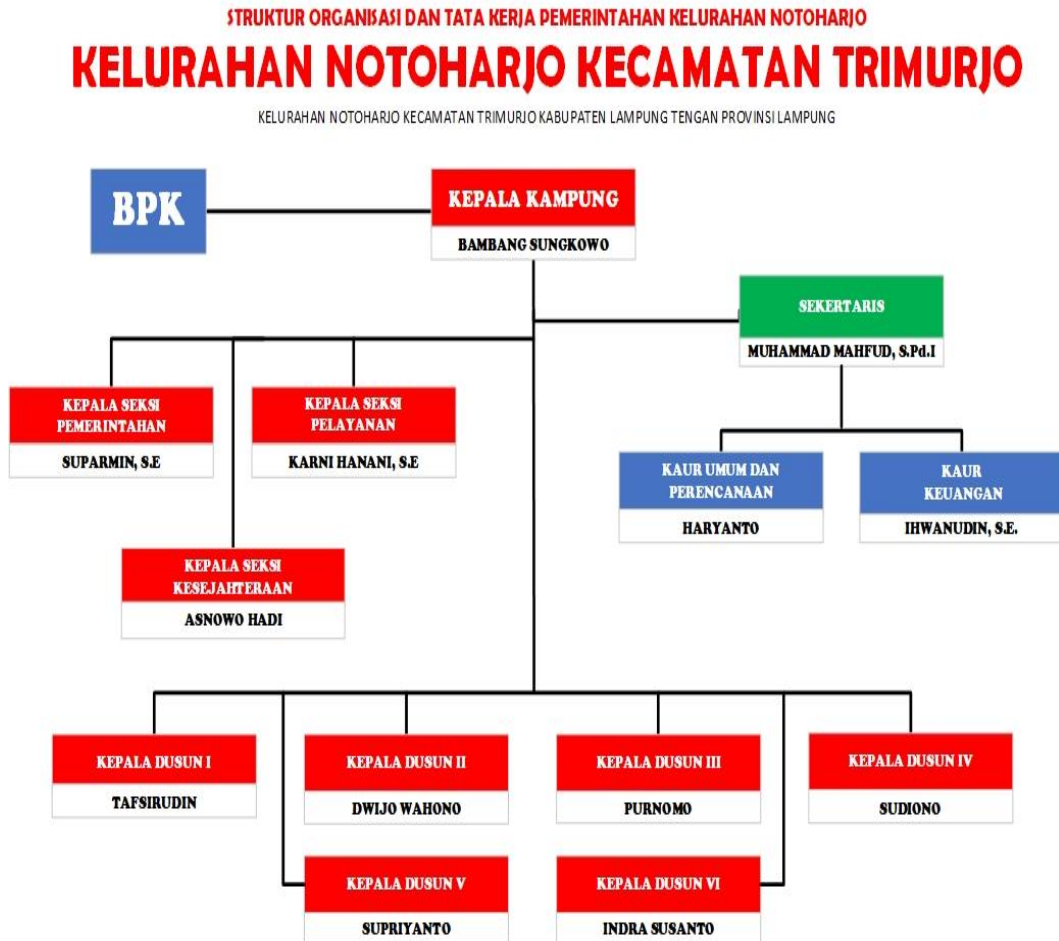 STRUKTUR ORGANISASI DAN TATA KERJA PEMERINTAHAN KELURAHAN NOTOHARJO
KELURAHAN NOTOHARJO KECAMATAN TRIMURJO
KELURAHAN NOTOHARJO KECAMATAN TRIMURJO KABUPATEN LAMPUNG TENGAN PROVINSI LAMPUNG
BPK
KEPALA KAMPUNG
BAMBANG SUNGKOWO
SEKERTARIS
MUHAMMAD MAHFUD, S.Pd.I
KEPALA SEKSI
PEMERINTAHAN
SUPARMIN, S.E
KEPALA SEKSI
PELAYANAN
KARNI HANANI, S.E
KAUR UMUM DAN
PERENCANAAN
HARYANTO
KAUR
KEUANGAN
IHWANUDIN, S.E.
KEPALA SEKSI
KESEJAHTERAAN
ASNOWO HADI
KEPALA DUSUN I
TAFSIRUDIN
KEPALA DUSUN II
DWIJO WAHONO
KEPALA DUSUN III
PURNOMO
KEPALA DUSUN IV
SUDIONO
KEPALA DUSUN V
SUPRIYANTO
KEPALA DUSUN VI
INDRA SUSANTO